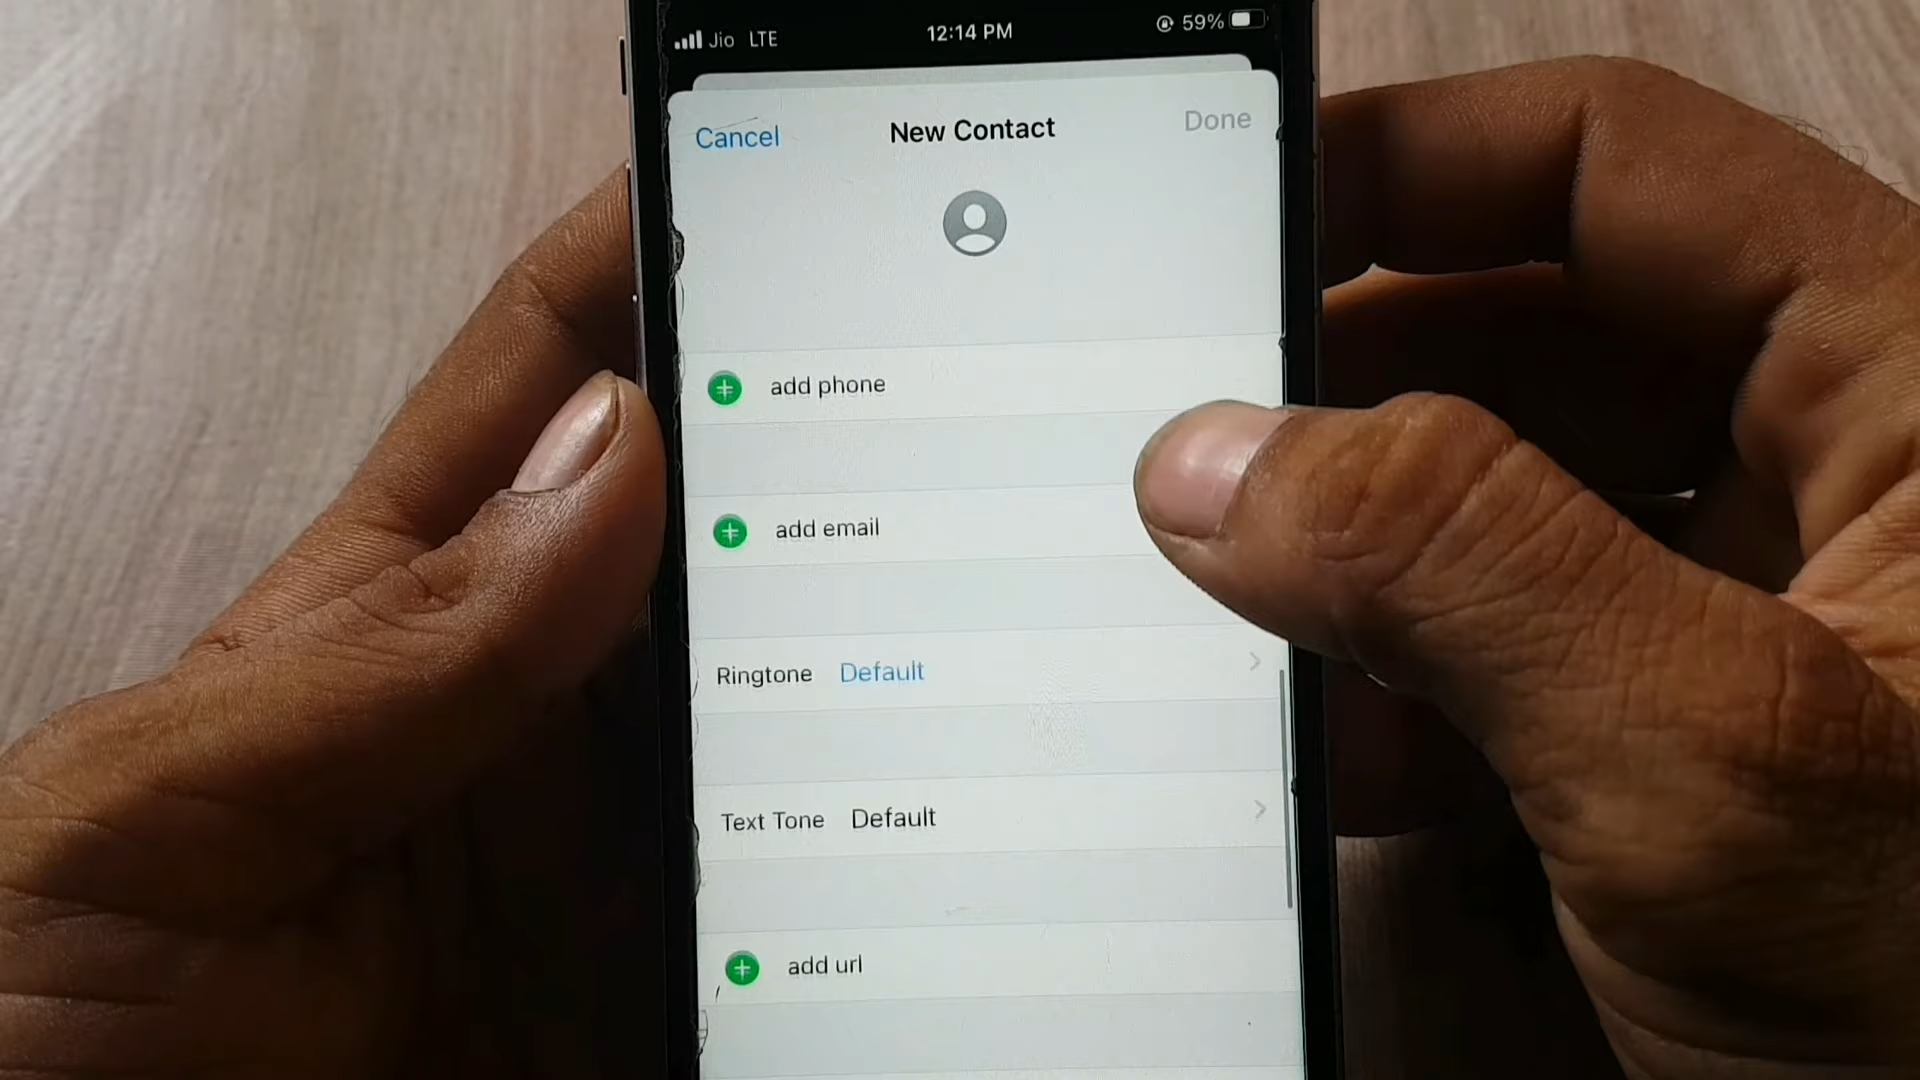 Jio LTE 12:14 PM 59%
Cancel New Contact Done
add phone
add email
Ringtone Default
Text Tone Default
add url